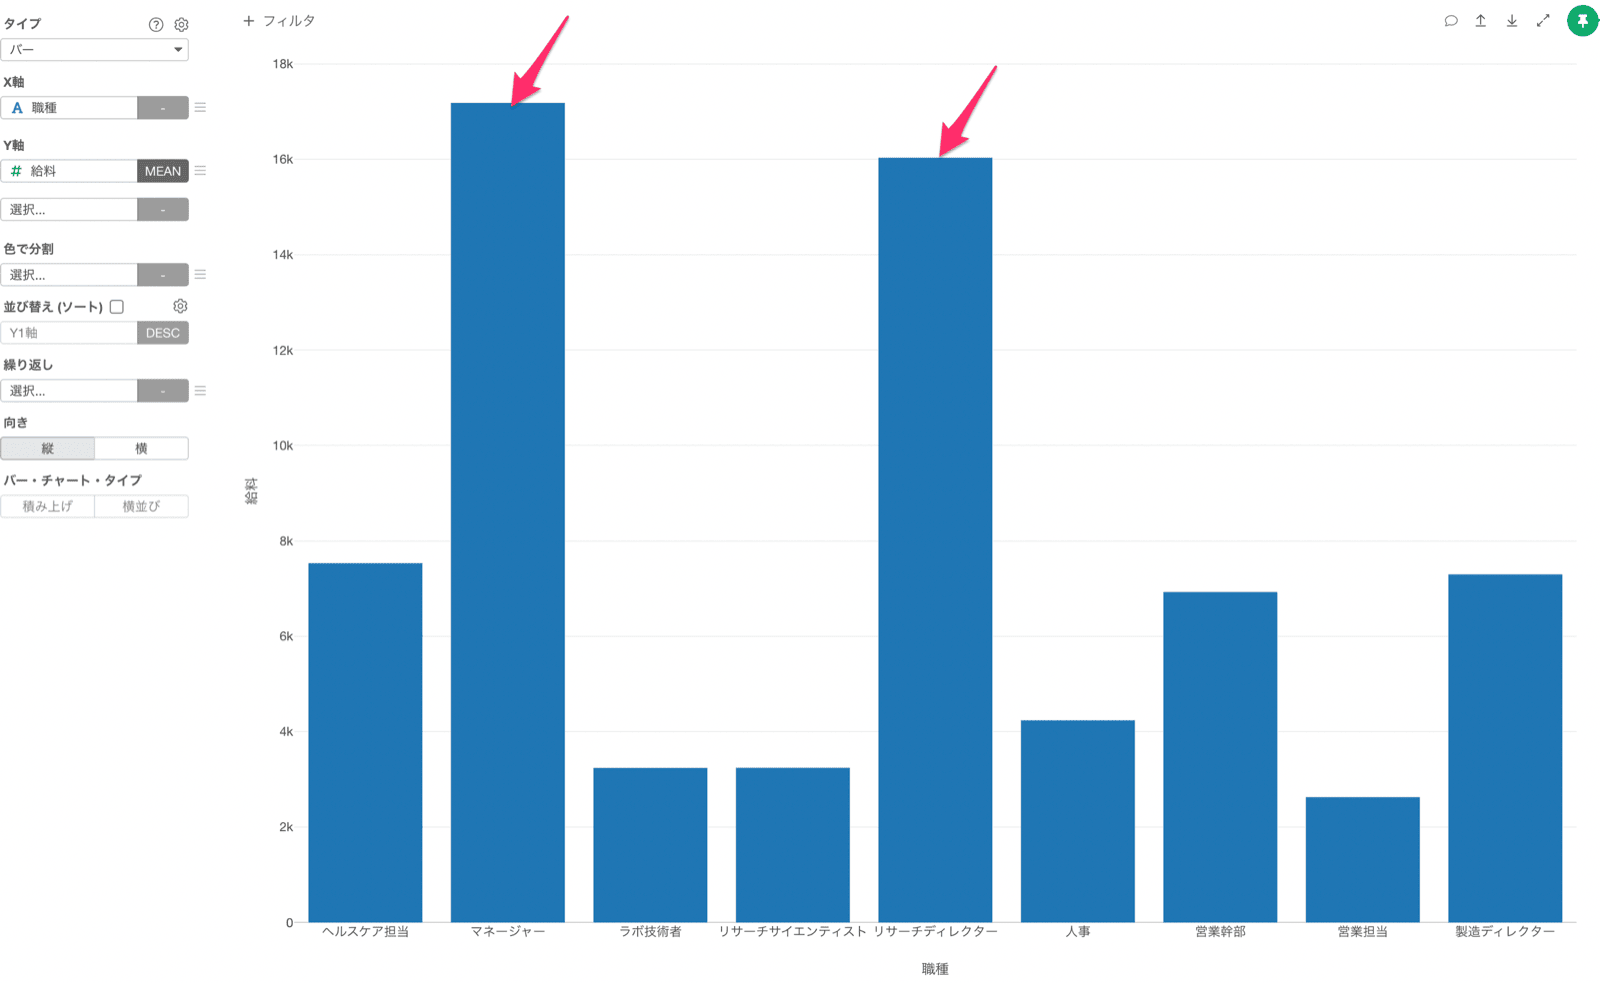 タイプ
バー
X軸
A 職種 -
Y軸
# 給料 MEAN
選択... -
色で分割
選択... -
並び替え (ソート)
Y1軸 DESC
繰り返し
選択... -
向き
縦 横
バー・チャート・タイプ
積み上げ 横並び
+ フィルタ
18k
16k
14k
12k
10k
8k
6k
4k
2k
0
給料
ヘルスケア担当 マネージャー ラボ技術者 リサーチサイエンティスト リサーチディレクター 人事 営業幹部 営業担当 製造ディレクター
職種